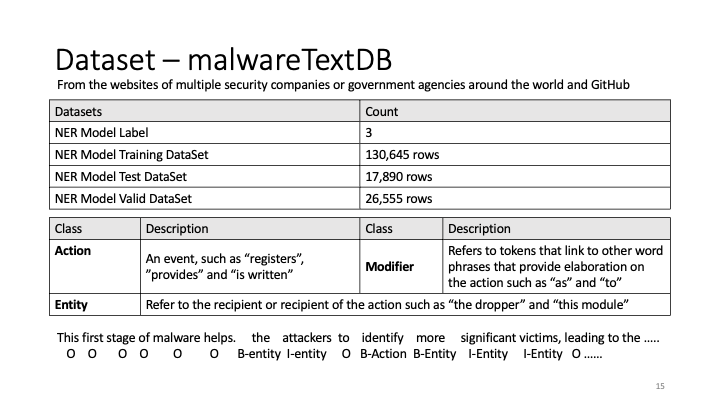 Dataset – malwareTextDB
From the websites of multiple security companies or government agencies around the world and GitHub
Datasets Count
NER Model Label 3
NER Model Training DataSet 130,645 rows
NER Model Test DataSet 17,890 rows
NER Model Valid DataSet 26,555 rows
Class Description Class Description
Action An event, such as “registers”,
”provides” and “is written”
Modifier Refers to tokens that link to other word
phrases that provide elaboration on
the action such as “as” and “to”
Entity Refer to the recipient or recipient of the action such as “the dropper” and “this module”
This first stage of malware helps. the attackers to identify more significant victims, leading to the .....
O O O O O O B-entity I-entity O B-Action B-Entity I-Entity I-Entity O ......
15